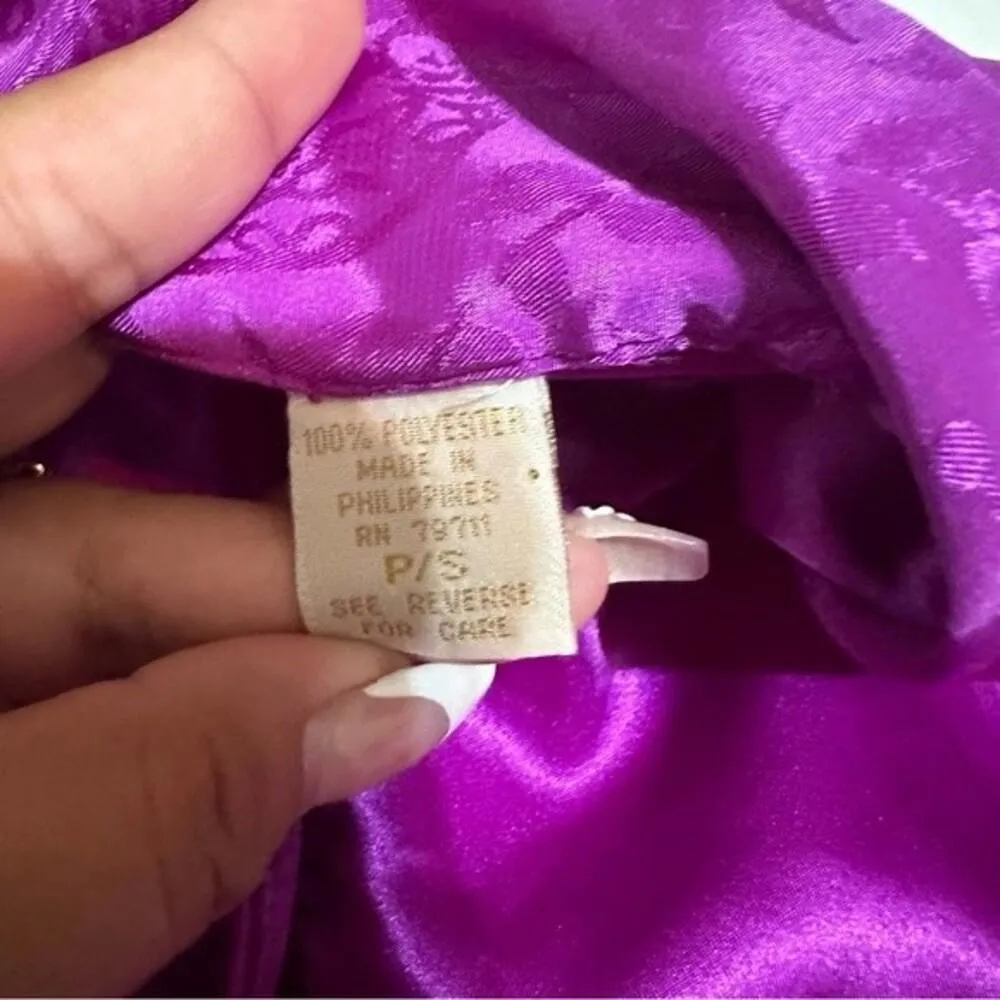 100% POLYESTER
MADE IN
PHILIPPINES
RN 79711
P/S
SEE REVERSE
FOR CARE